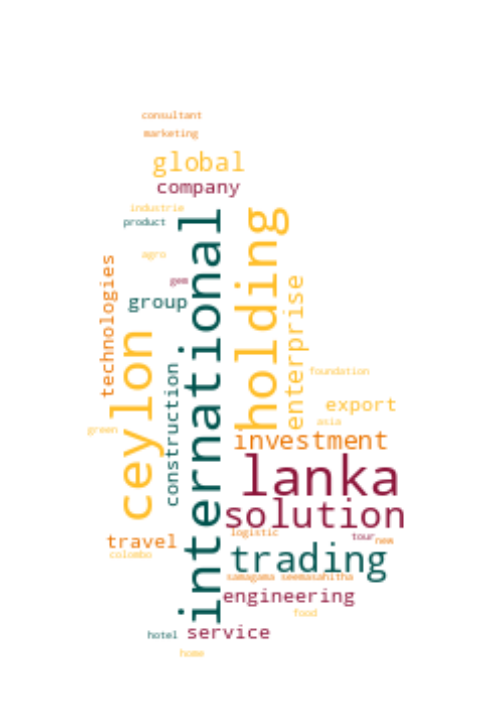 consultant
marketing
global
company
industrie
product
international
holding
agro
technologies
gem
enterprise
group
ceylon
construction
foundation
export
asia
green
investment
lanka
solution
logistic
travel
tour
new
trading
colombo
samagama seemasahitha
engineering
food
hotel
service
home